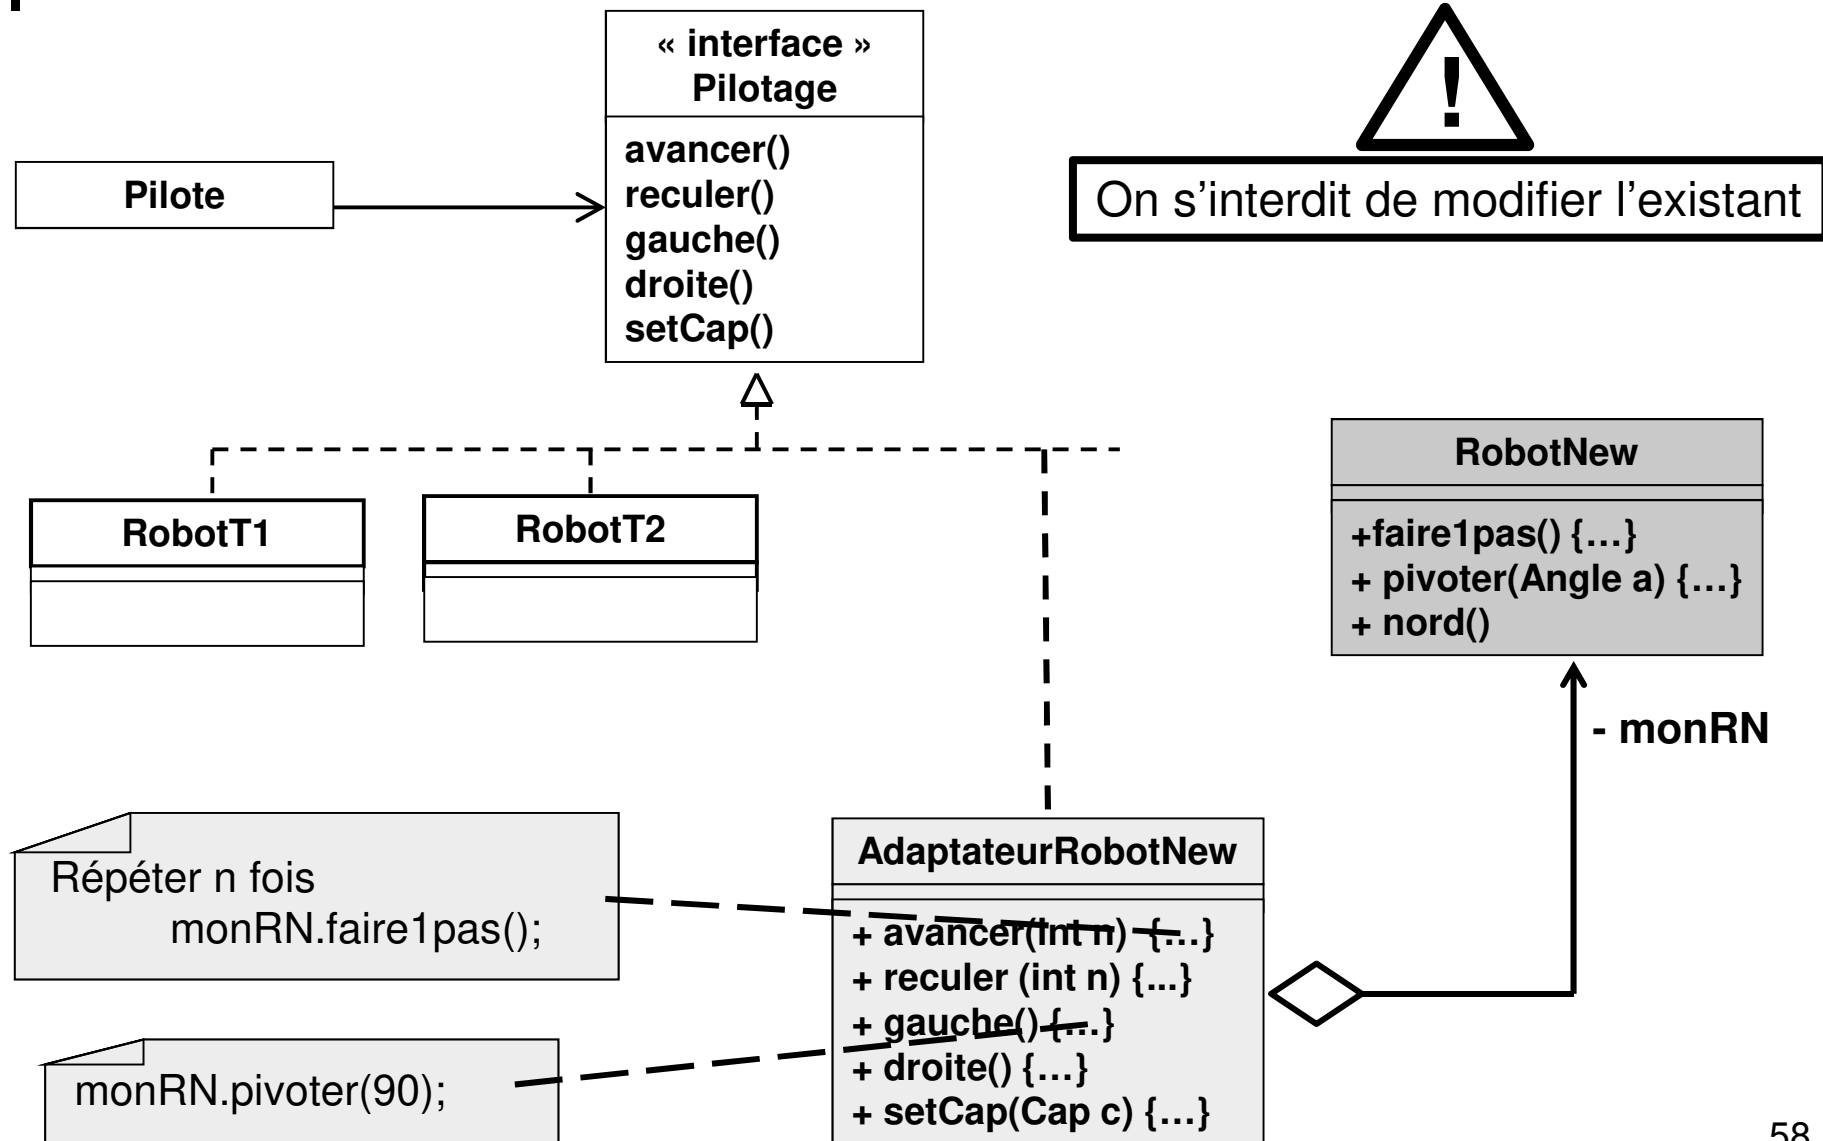 « interface »
Pilotage
avancer()
reculer()
gauche()
droite()
setCap()
Pilote
!
On s'interdit de modifier l'existant
RobotT1
RobotT2
RobotNew
+faire1pas() {…}
+ pivoter(Angle a) {…}
+ nord()
- monRN
Répéter n fois
monRN.faire1pas();
monRN.pivoter(90);
AdaptateurRobotNew
+ avancer(int n) {…}
+ reculer (int n) {...}
+ gauche() {…}
+ droite() {…}
+ setCap(Cap c) {…}
58